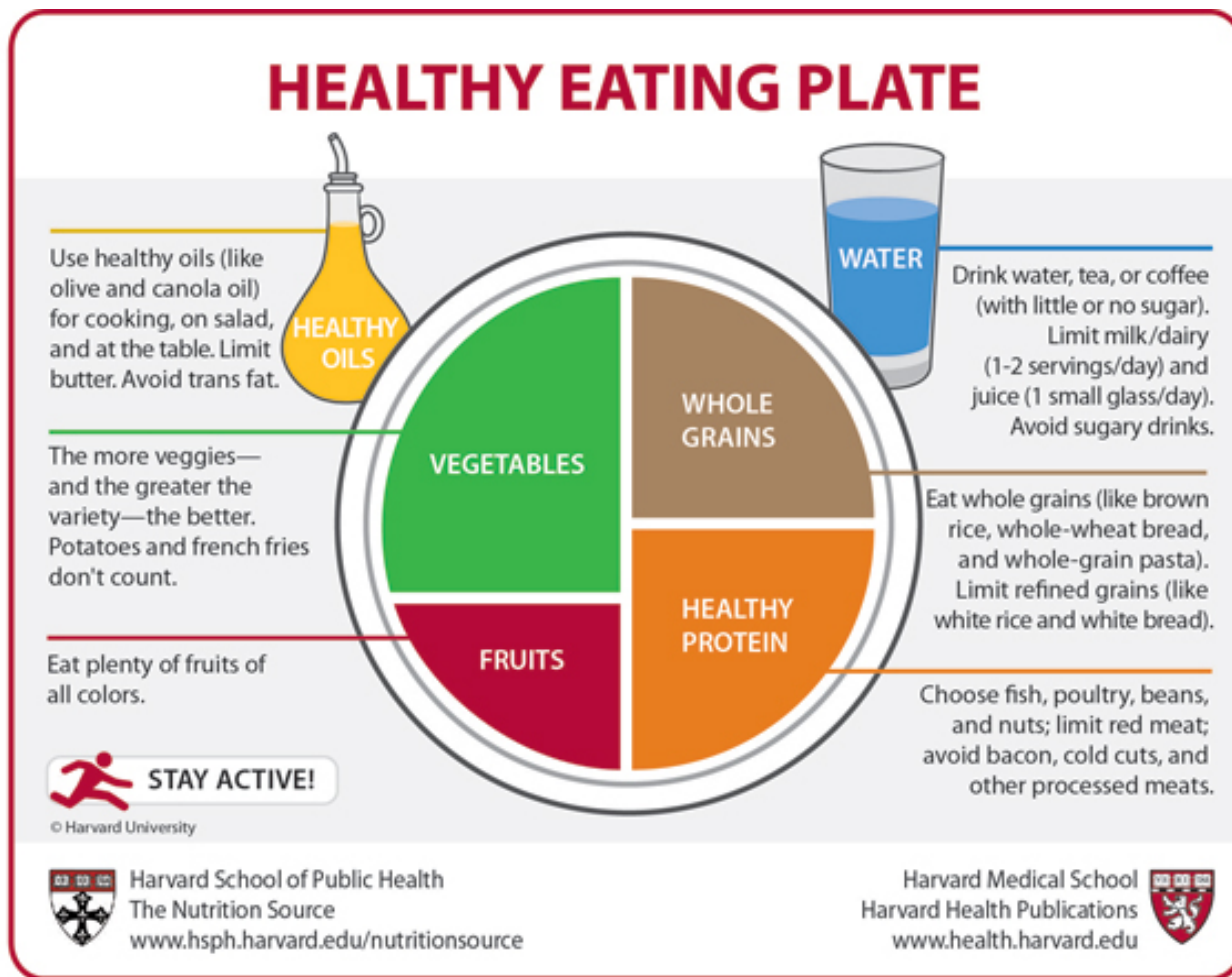 HEALTHY EATING PLATE
Use healthy oils (like
olive and canola oil)
for cooking, on salad,
and at the table. Limit
butter. Avoid trans fat.
HEALTHY
OILS
The more veggies—
and the greater the
variety—the better.
Potatoes and french fries
don't count.
Eat plenty of fruits of
all colors.
STAY ACTIVE!
© Harvard University
VEGETABLES
FRUITS
WHOLE
GRAINS
HEALTHY
PROTEIN
WATER
Drink water, tea, or coffee
(with little or no sugar).
Limit milk/dairy
(1-2 servings/day) and
juice (1 small glass/day).
Avoid sugary drinks.
Eat whole grains (like brown
rice, whole-wheat bread,
and whole-grain pasta).
Limit refined grains (like
white rice and white bread).
Choose fish, poultry, beans,
and nuts; limit red meat;
avoid bacon, cold cuts, and
other processed meats.
Harvard School of Public Health
The Nutrition Source
www.hsph.harvard.edu/nutritionsource
Harvard Medical School
Harvard Health Publications
www.health.harvard.edu